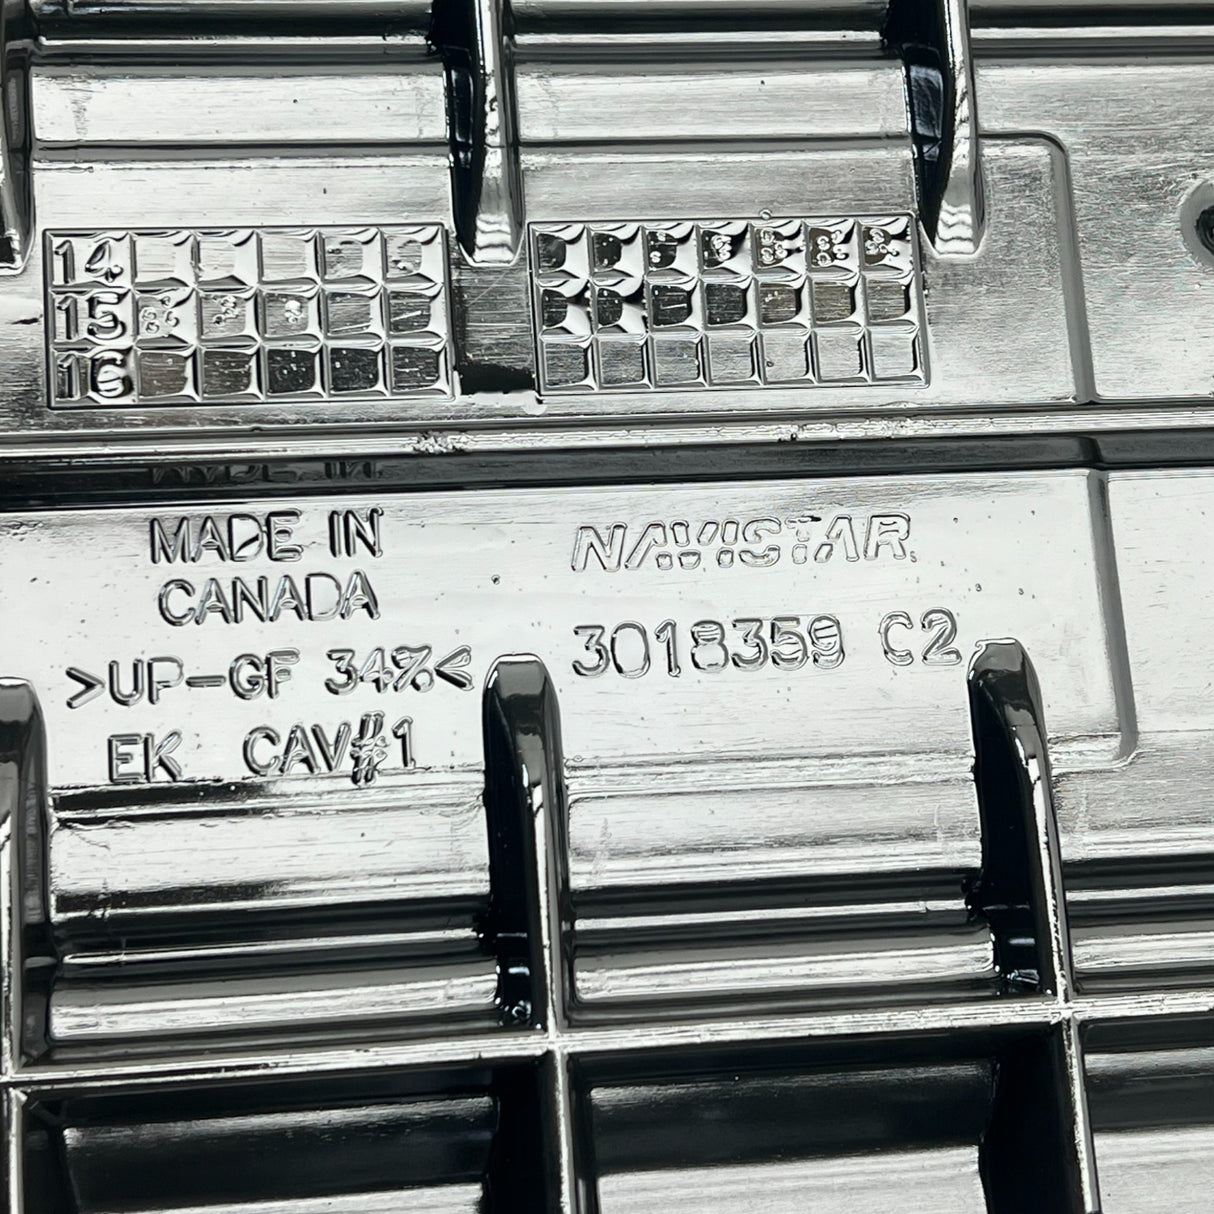 14
15
16
MADE IN
CANADA
>UP-GF 34%<
EK CAV#1
NAVISTAR
3018359 C2